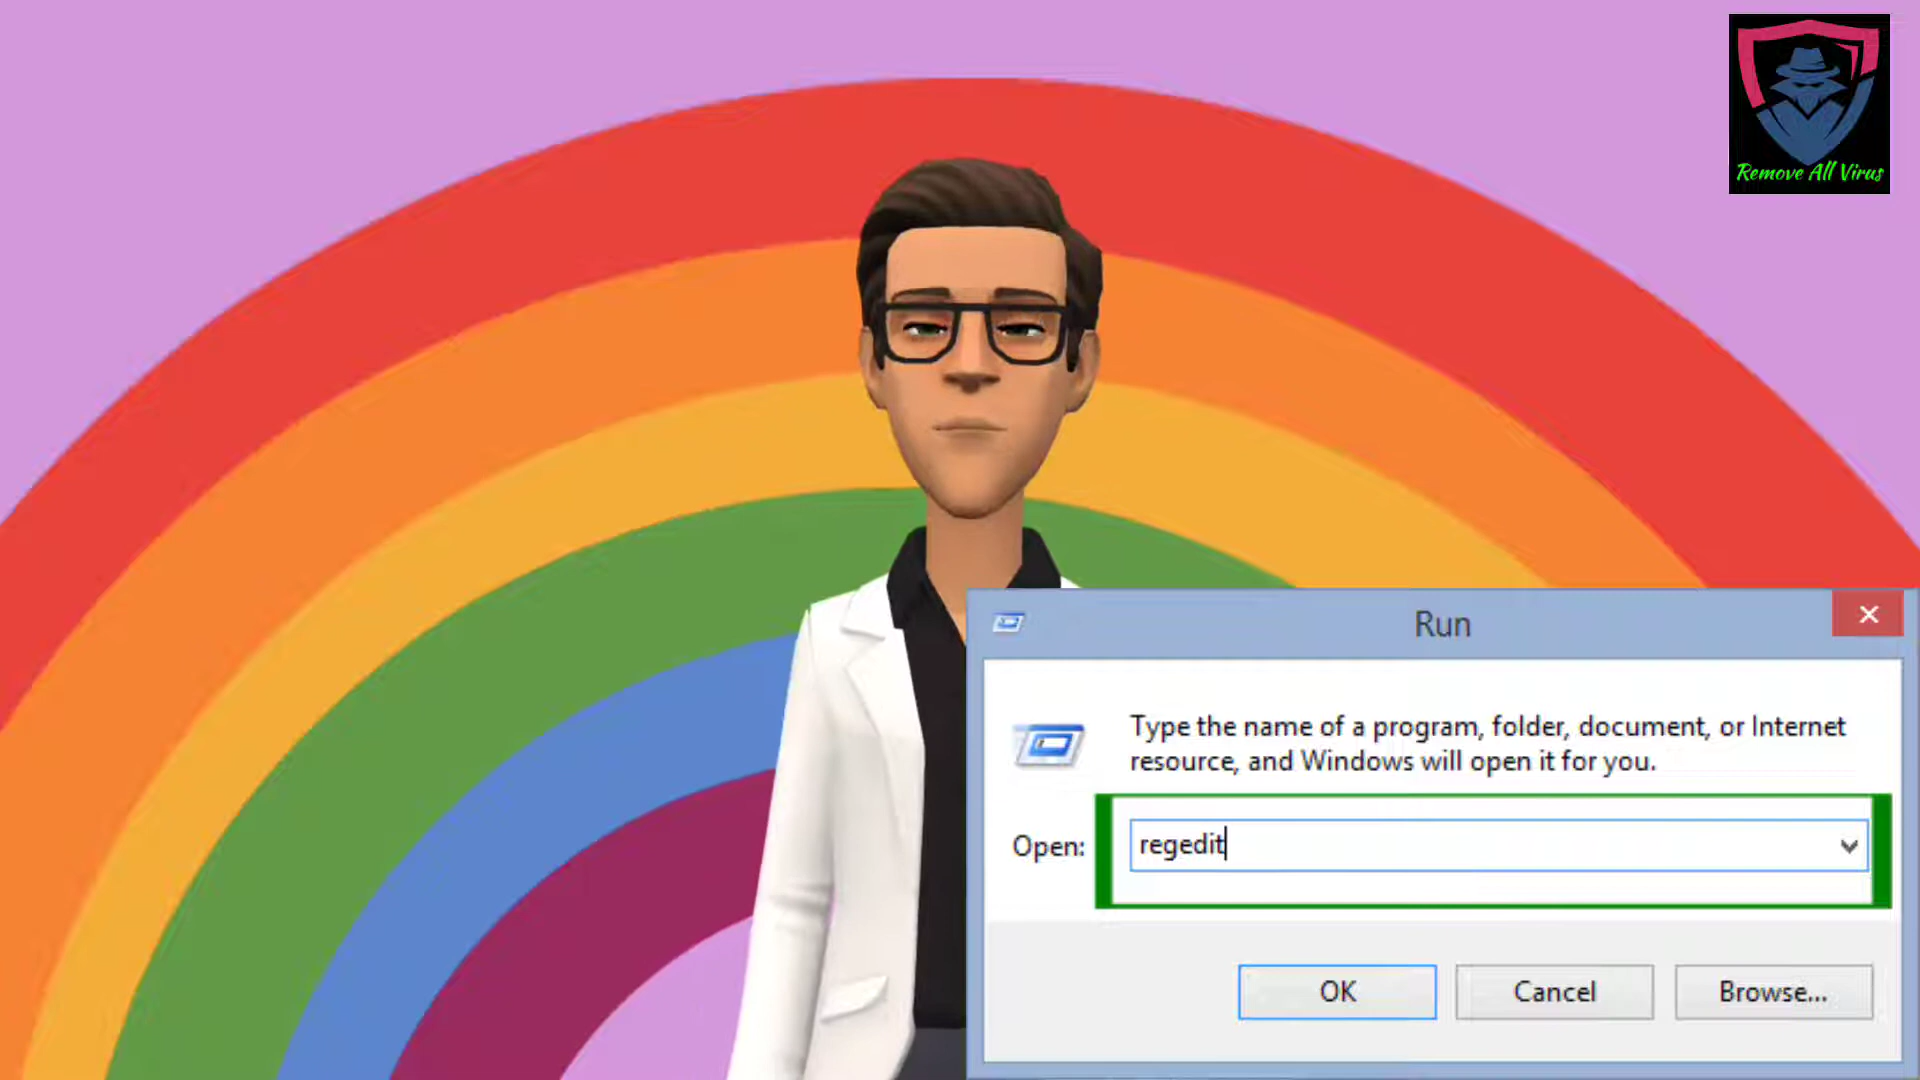 Remove All Virus
Run
Type the name of a program, folder, document, or Internet
resource, and Windows will open it for you.
Open:
regedit
OK
Cancel
Browse...